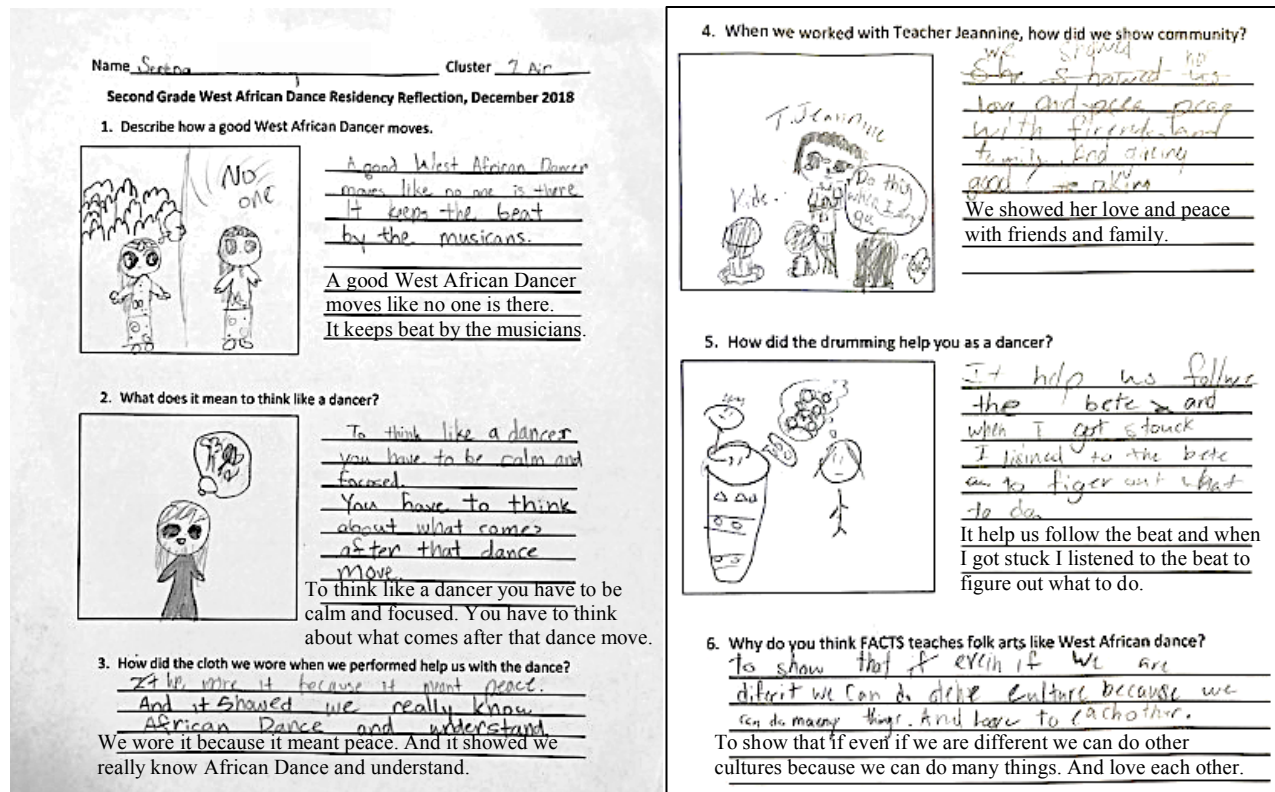 Name Serena Cluster 2 Air
Second Grade West African Dance Residency Reflection, December 2018
1. Describe how a good West African Dancer moves.
No
one
A good West African Dancer
moves like no one is there
It keeps the beat
by the musicans.
A good West African Dancer
moves like no one is there.
It keeps beat by the musicians.
2. What does it mean to think like a dancer?
To think like a dancer
you have to be calm and
focused.
You have to think
about what comes
after that dance
move.
To think like a dancer you have to be
calm and focused. You have to think
about what comes after that dance move.
3. How did the cloth we wore when we performed help us with the dance?
it because it meant peace.
And it showed we really know
African Dance and understand
We wore it because it meant peace. And it showed we
really know African Dance and understand.
4. When we worked with Teacher Jeannine, how did we show community?
T. Jeannine
Kids.
Do this
when I
we
She showed us
love and pece peac
with and
family. And
good
We showed her love and peace
with friends and family.
5. How did the drumming help you as a dancer?
It help us follwe
the bete and
when I got stouck
I lisined to the bete
to figer out what
to do
It help us follow the beat and when
I got stuck I listened to the beat to
figure out what to do.
6. Why do you think FACTS teaches folk arts like West African dance?
to show that if evein if we are
diferit we can do culture because we
can do maeny things. And to eachother.
To show that if even if we are different we can do other
cultures because we can do many things. And love each other.